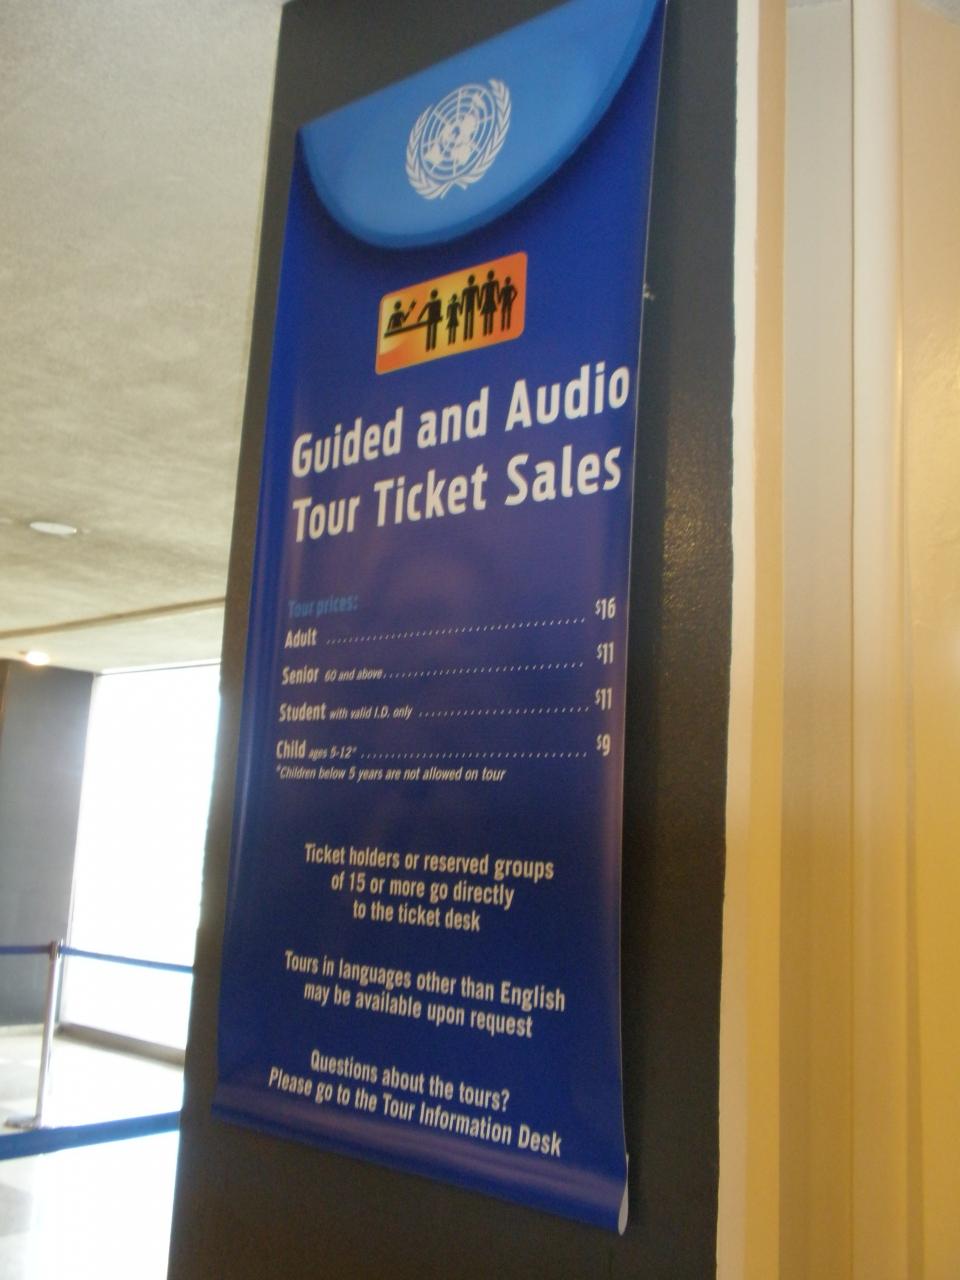 Guided and Audio
Tour Ticket Sales
Tour prices:
Adult ........................................ $16
Senior 60 and above ........................................ $11
Student with valid I.D. only ........................................ $11
Child ages 5-12* ........................................ $9
*Children below 5 years are not allowed on tour
Ticket holders or reserved groups
of 15 or more go directly
to the ticket desk
Tours in languages other than English
may be available upon request
Questions about the tours?
Please go to the Tour Information Desk